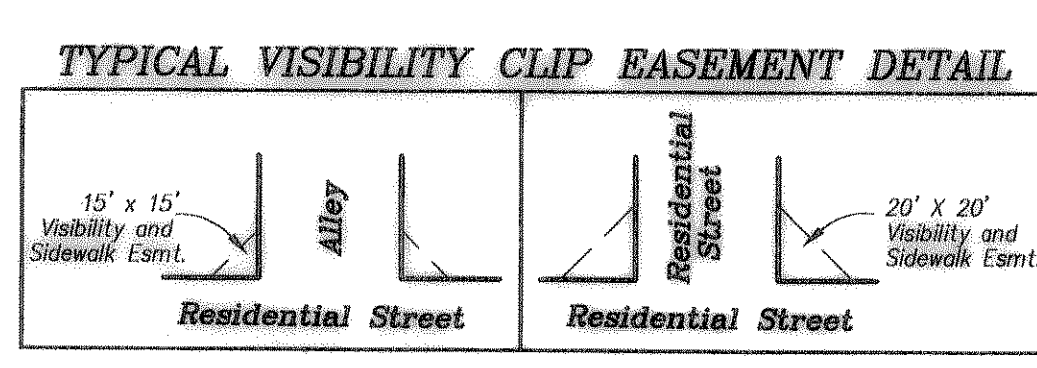 TYPICAL VISIBILITY CLIP EASEMENT DETAIL
15' x 15'
Visibility and
Sidewalk Esmt.
Alley
Residential Street
Residential
Street
20' X 20'
Visibility and
Sidewalk Esmt.
Residential Street